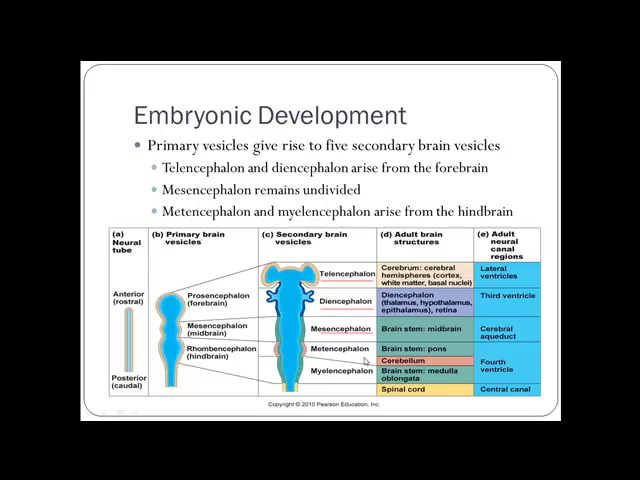 Embryonic Development
Primary vesicles give rise to five secondary brain vesicles
Telencephalon and diencephalon arise from the forebrain
Mesencephalon remains undivided
Metencephalon and myelencephalon arise from the hindbrain
(a)
Neural
tube
(b) Primary brain
vesicles
(c) Secondary brain
vesicles
(d) Adult brain
structures
(e) Adult
neural
canal
regions
Anterior
(rostral)
Posterior
(caudal)
Prosencephalon
(forebrain)
Mesencephalon
(midbrain)
Rhombencephalon
(hindbrain)
Telencephalon
Diencephalon
Mesencephalon
Metencephalon
Myelencephalon
Cerebrum: cerebral
hemispheres (cortex,
white matter, basal nuclei)
Diencephalon
(thalamus, hypothalamus,
epithalamus), retina
Brain stem: midbrain
Brain stem: pons
Cerebellum
Brain stem: medulla
oblongata
Spinal cord
Lateral
ventricles
Third ventricle
Cerebral
aqueduct
Fourth
ventricle
Central canal
Copyright © 2010 Pearson Education, Inc.